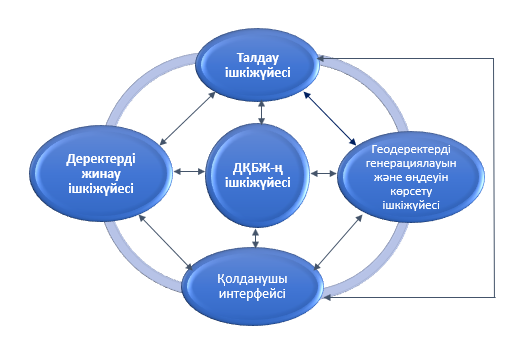 Талдау
ішкіжүйесі
Деректерді
жинау
ішкіжүйесі
ДҚБЖ-ң
ішкіжүйесі
Геодеректерді
генерациялауын
және өңдеуін
көрсету
ішкіжүйесі
Қолданушы
интерфейсі